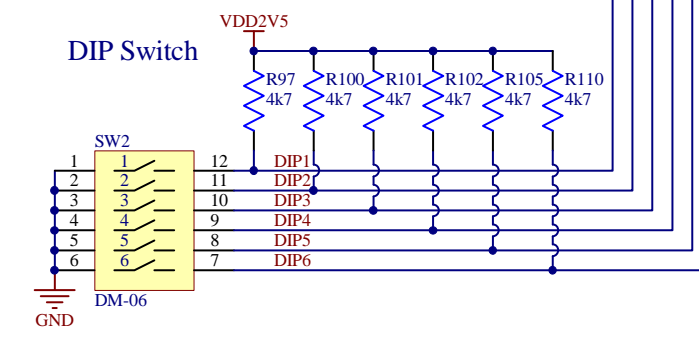 VDD2V5
DIP Switch
R97 R100 R101 R102 R105 R110
4k7 4k7 4k7 4k7 4k7 4k7
SW2
1 1 12 DIP1
2 2 11 DIP2
3 3 10 DIP3
4 4 9 DIP4
5 5 8 DIP5
6 6 7 DIP6
DM-06
GND